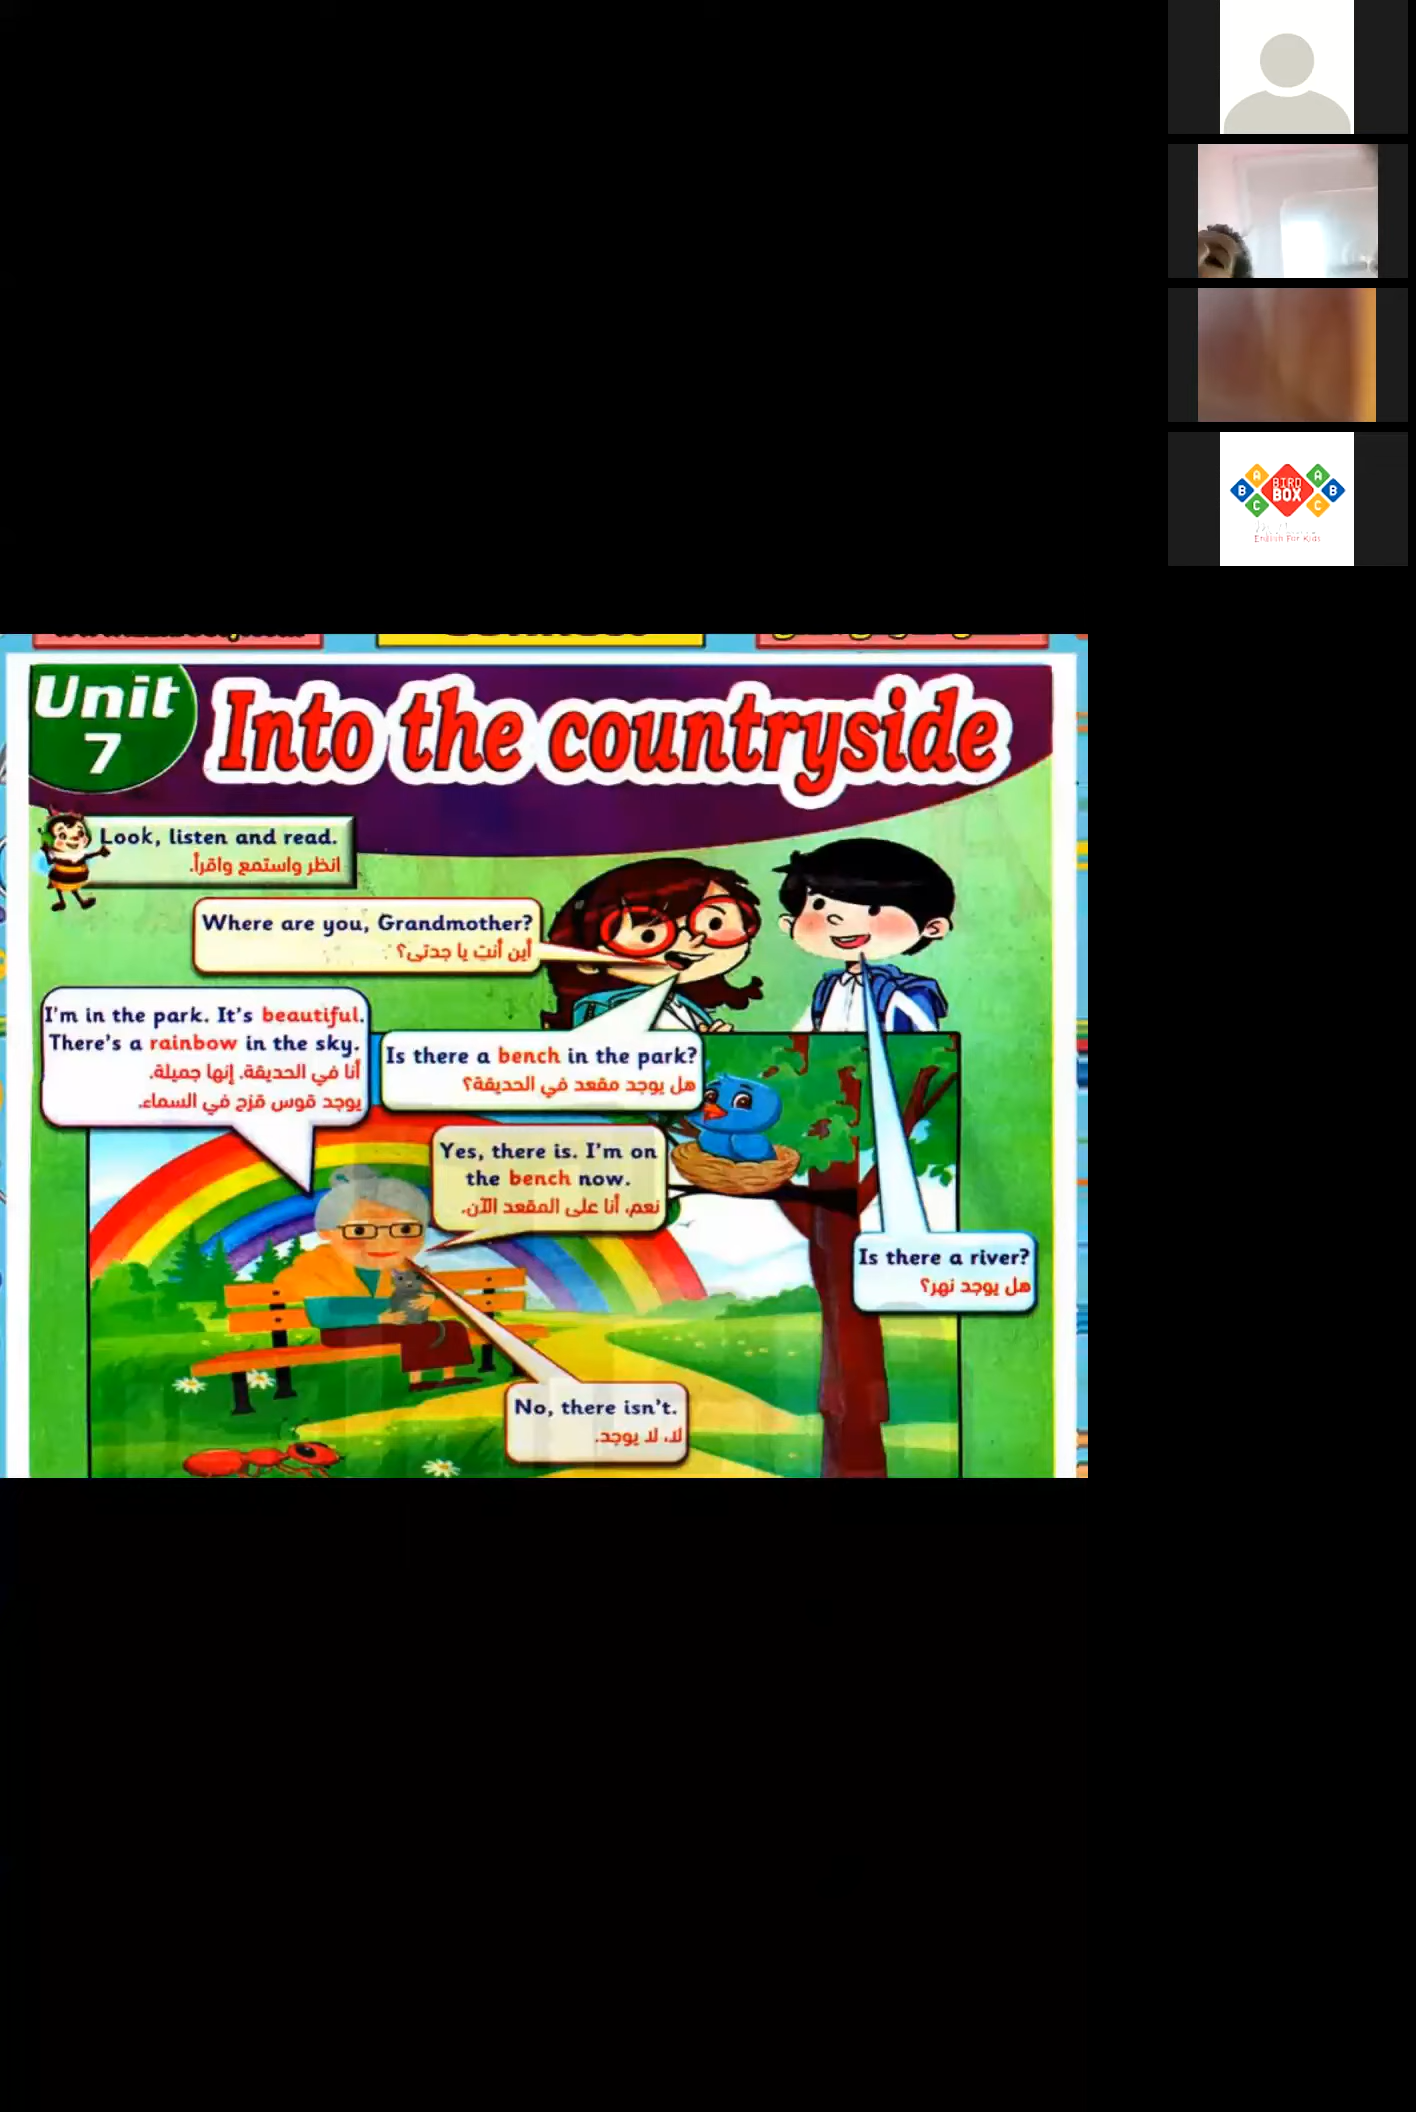 A
B
C
BIRD
BOX
A
B
C
English For Kids
Unit
7
Into the countryside
Look, listen and read.
انظر واستمع واقرأ.
Where are you, Grandmother?
أين أنتِ يا جدتى؟
I'm in the park. It's beautiful.
There's a rainbow in the sky.
أنا في الحديقة. إنها جميلة.
يوجد قوس قزح في السماء.
Is there a bench in the park?
هل يوجد مقعد في الحديقة؟
Yes, there is. I'm on
the bench now.
نعم، أنا على المقعد الآن.
Is there a river?
هل يوجد نهر؟
No, there isn't.
لا، لا يوجد.